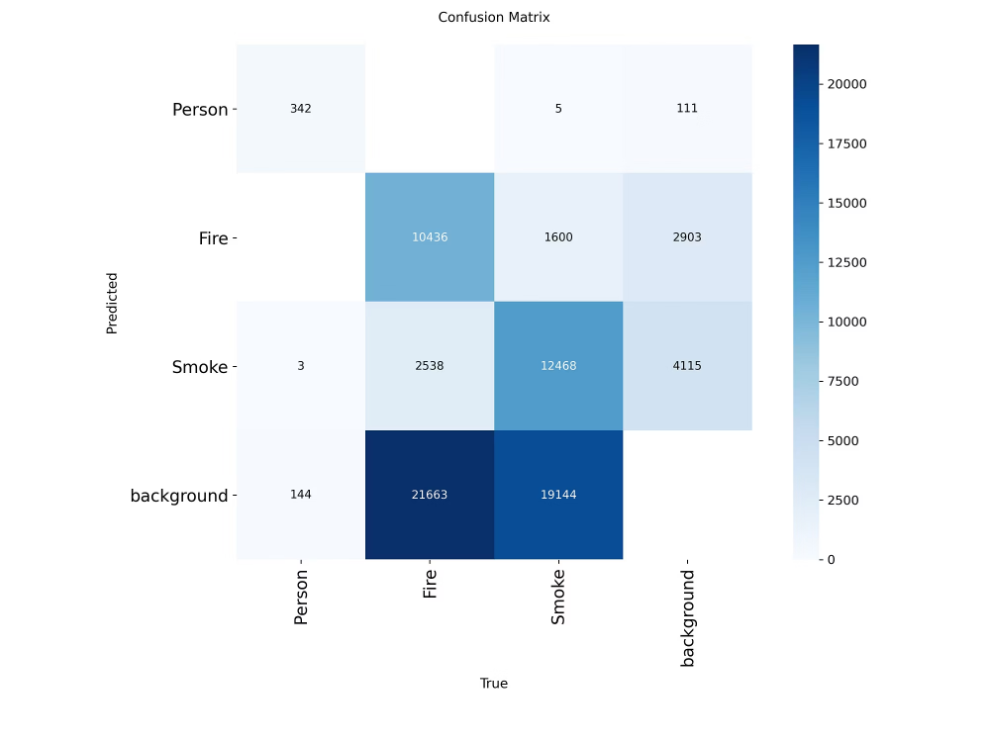 Confusion Matrix
Person
342
5
111
Fire
10436
1600
2903
Smoke
3
2538
12468
4115
background
144
21663
19144
Predicted
Person
Fire
Smoke
background
True
20000
17500
15000
12500
10000
7500
5000
2500
0